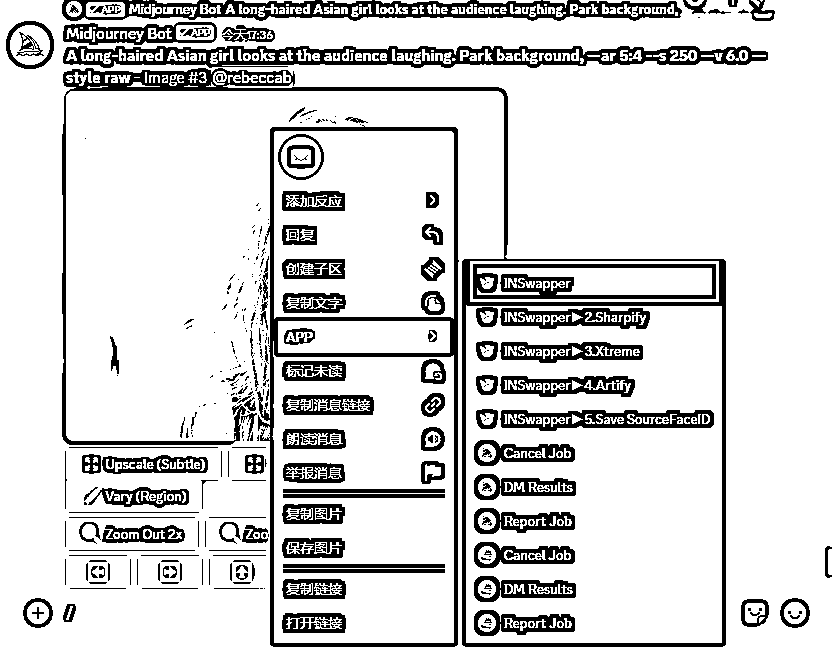 APP Midjourney Bot A long-haired Asian girl looks at the audience laughing. Park background,
Midjourney Bot APP 今天17:36
A long-haired Asian girl looks at the audience laughing. Park background, --ar 5:4 --s 250 --v 6.0 --
style raw - Image #3 @rebeccab
添加反应
回复
创建子区
复制文字
APP
标记未读
复制消息链接
朗读消息
举报消息
复制图片
保存图片
复制链接
打开链接
INSwapper
INSwapper▶2.Sharpify
INSwapper▶3.Xtreme
INSwapper▶4.Artify
INSwapper▶5.Save SourceFaceID
Cancel Job
DM Results
Report Job
Cancel Job
DM Results
Report Job
Upscale (Subtle)
Vary (Region)
Zoom Out 2x
Zoo
/